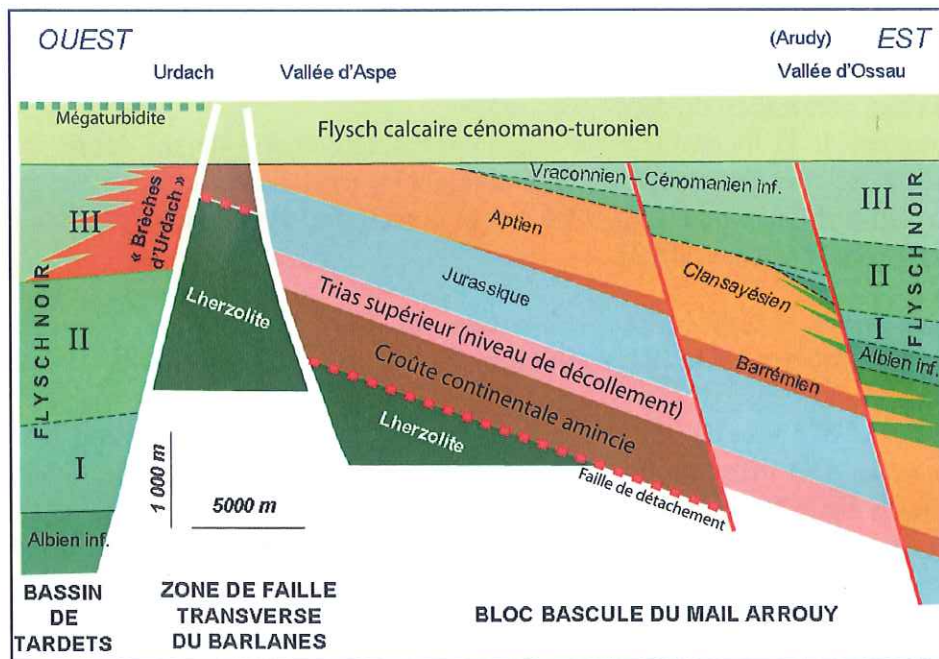 OUEST
(Arudy) EST
Urdach
Vallée d'Aspe
Vallée d'Ossau
Mégaturbidite
Flysch calcaire cénomano-turonien
Vraconnien – Cénomanien inf.
III
« Brèches
d'Urdach »
Aptien
III
FLYSCH NOIR
Jurassique
Clansayésien
II
FLYSCH NOIR
Lherzolite
Trias supérieur (niveau de décollement)
II
I
Albien inf.
Croûte continentale amincie
Barrémien
Lherzolite
I
Faille de détachement
1 000 m
5000 m
Albien inf.
BASSIN
DE
TARDETS
ZONE DE FAILLE
TRANSVERSE
DU BARLANES
BLOC BASCULE DU MAIL ARROUY